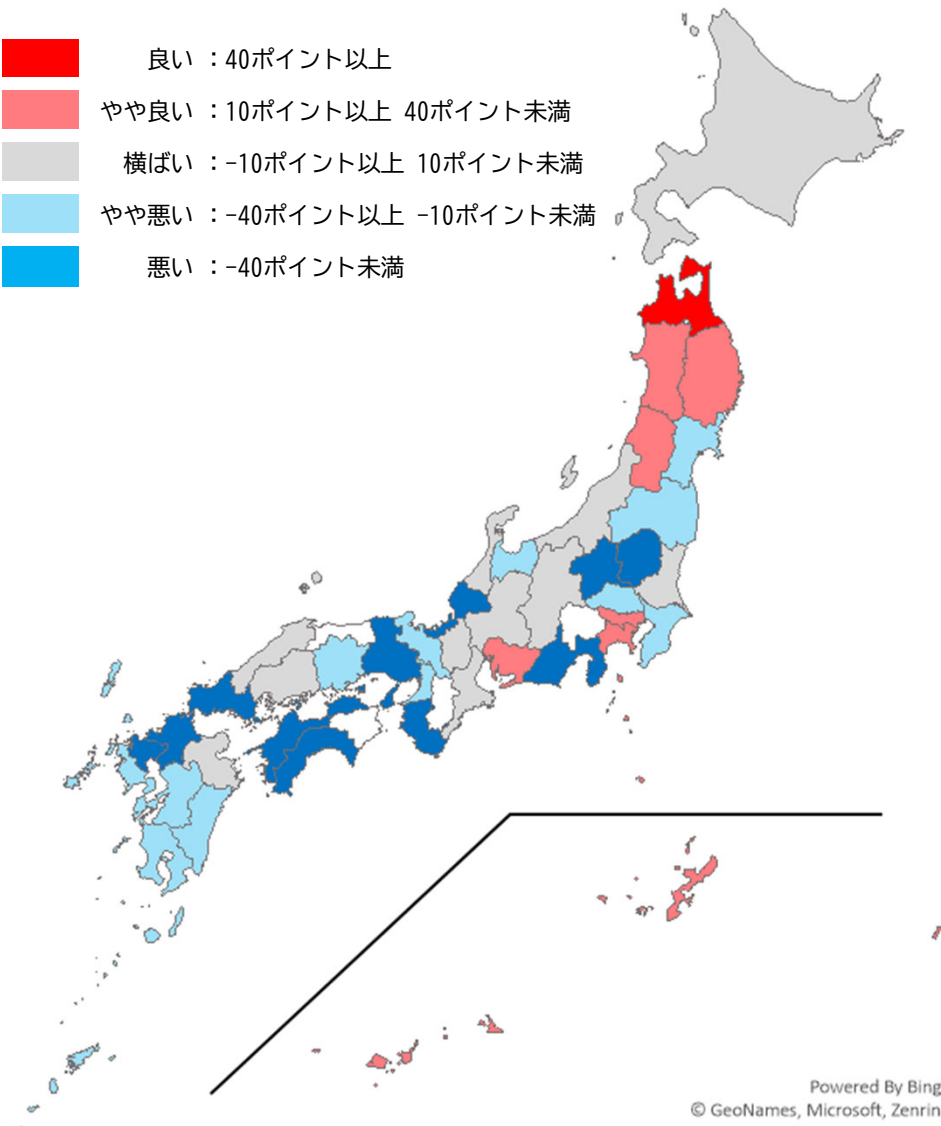 良い ：40ポイント以上
やや良い ：10ポイント以上 40ポイント未満
横ばい ：-10ポイント以上 10ポイント未満
やや悪い ：-40ポイント以上 -10ポイント未満
悪い ：-40ポイント未満
Powered By Bing
© GeoNames, Microsoft, Zenrin